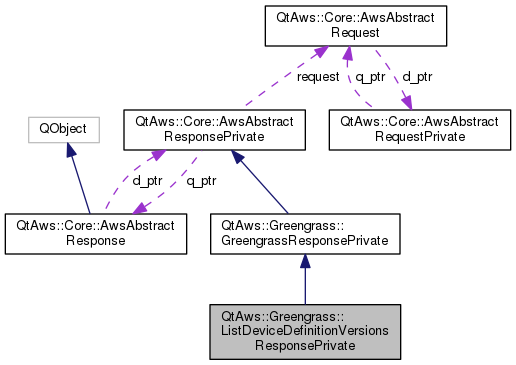 QtAws::Core::AwsAbstract
Request
request
q_ptr
d_ptr
QObject
QtAws::Core::AwsAbstract
ResponsePrivate
QtAws::Core::AwsAbstract
RequestPrivate
d_ptr
q_ptr
QtAws::Core::AwsAbstract
Response
QtAws::Greengrass::
GreengrassResponsePrivate
QtAws::Greengrass::
ListDeviceDefinitionVersions
ResponsePrivate